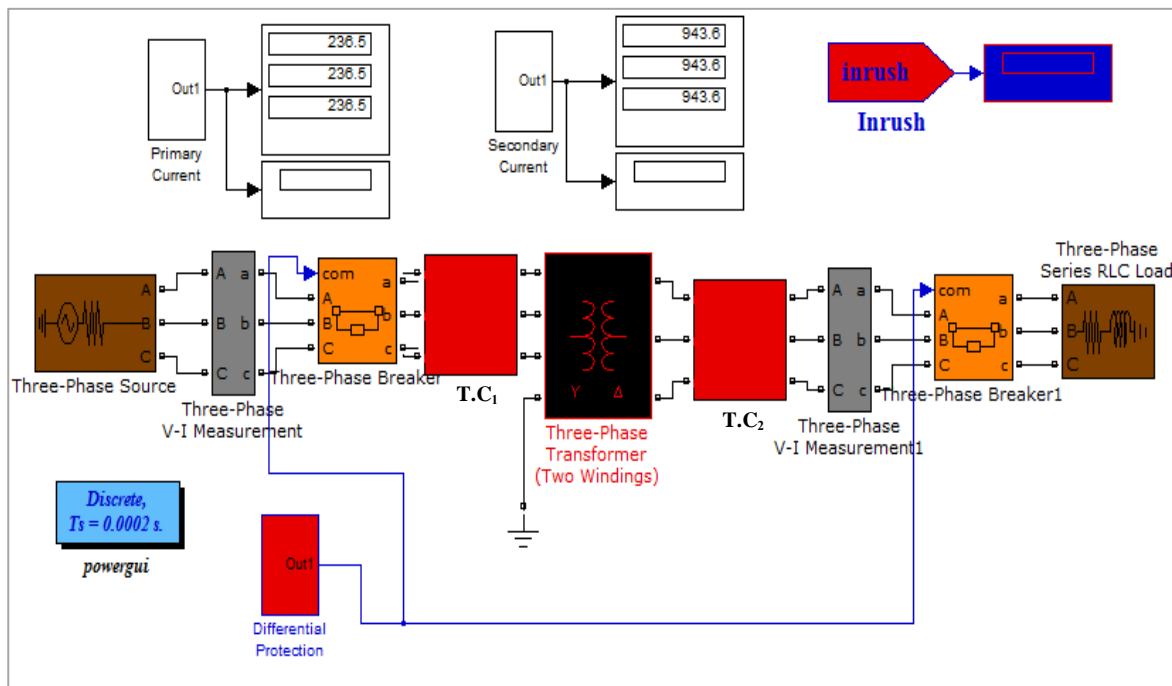 Out1
Primary
Current
236.5
236.5
236.5
Out1
Secondary
Current
943.6
943.6
943.6
inrush
Inrush
A
B
C
Three-Phase Source
A a
B b
C c
Three-Phase
V-I Measurement
com
a
A
B b
C c
Three-Phase Breaker
T.C₁
Y Δ
Three-Phase
Transformer
(Two Windings)
T.C₂
A a
B b
C c
Three-Phase
V-I Measurement1
com
a
A
B b
C c
Three-Phase Breaker1
Three-Phase
Series RLC Load
A
B
C
Discrete,
Ts = 0.0002 s.
powergui
Out1
Differential
Protection